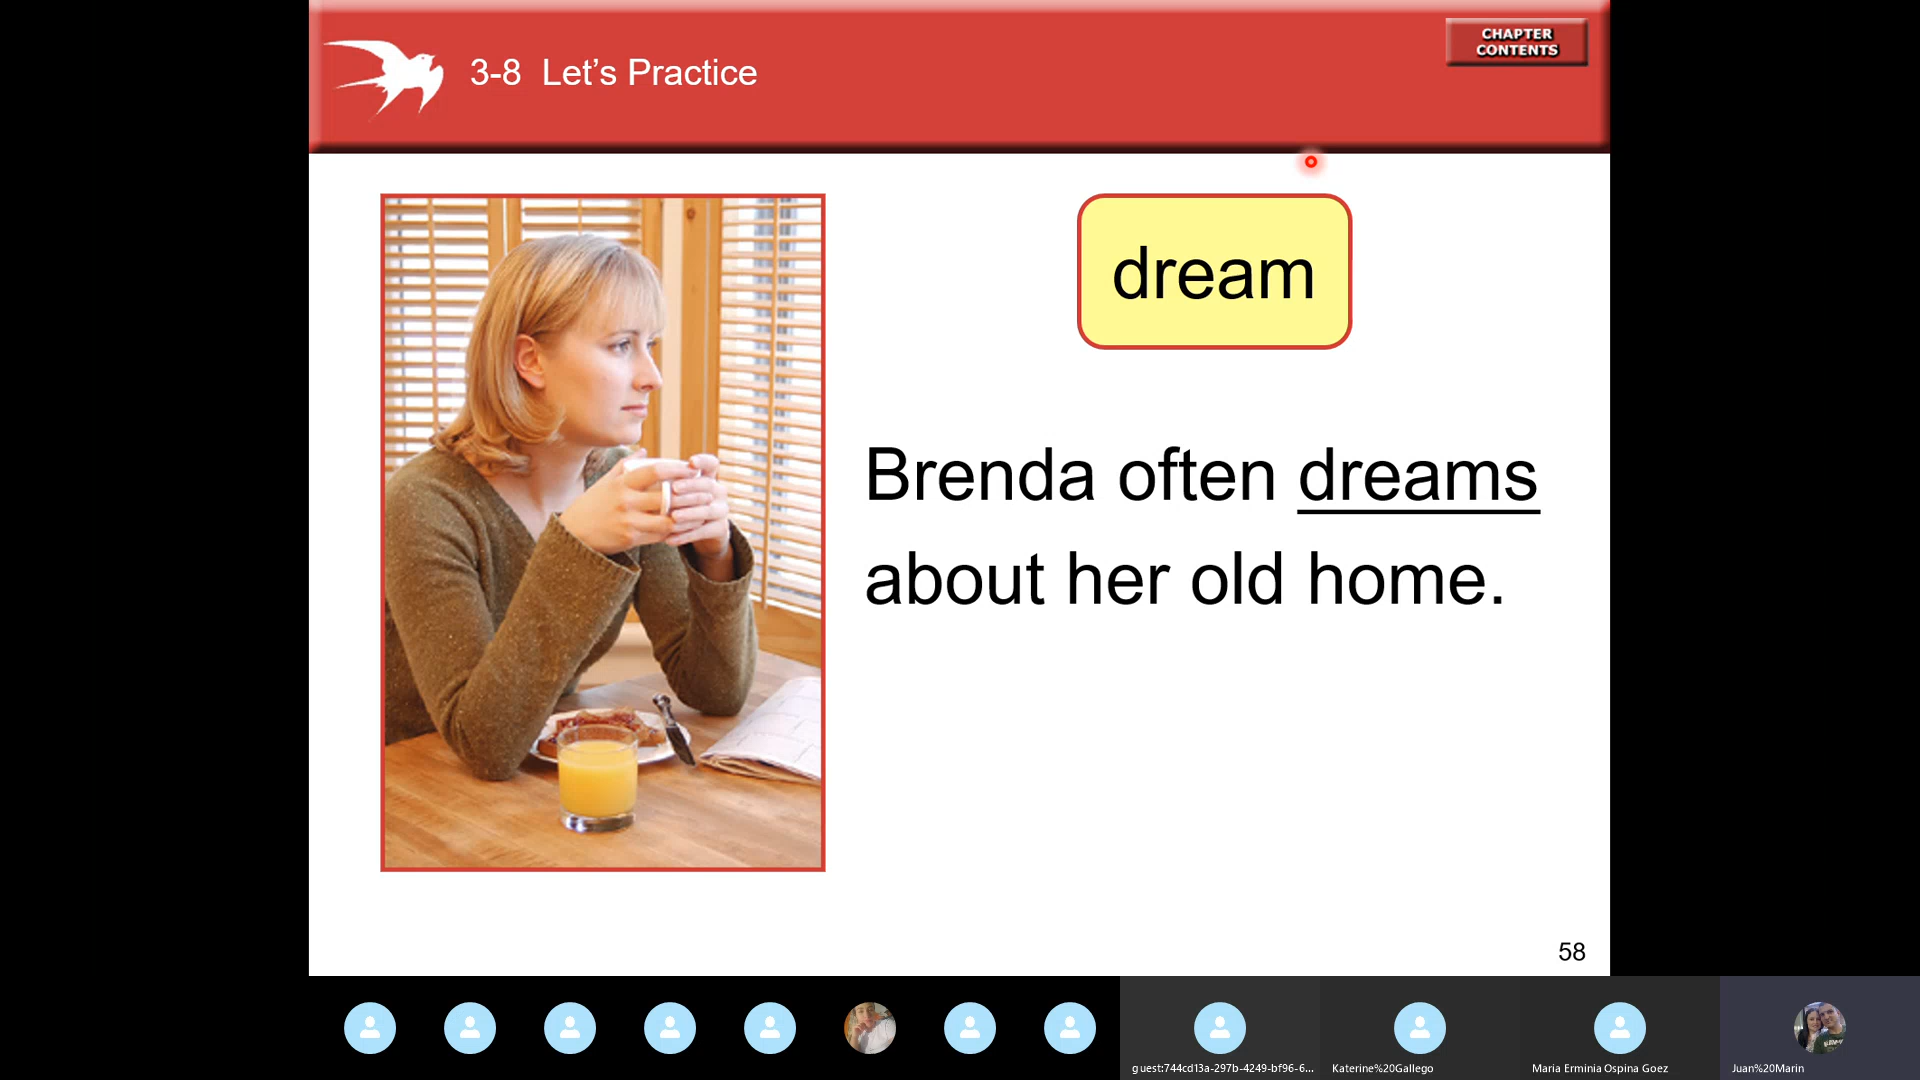 3-8 Let’s Practice
CHAPTER
CONTENTS
dream
Brenda often dreams
about her old home.
58
guest:744cd13a-297b-4249-bf96-6...
Katerine%20Gallego
Maria Erminia Ospina Goez
Juan%20Marin